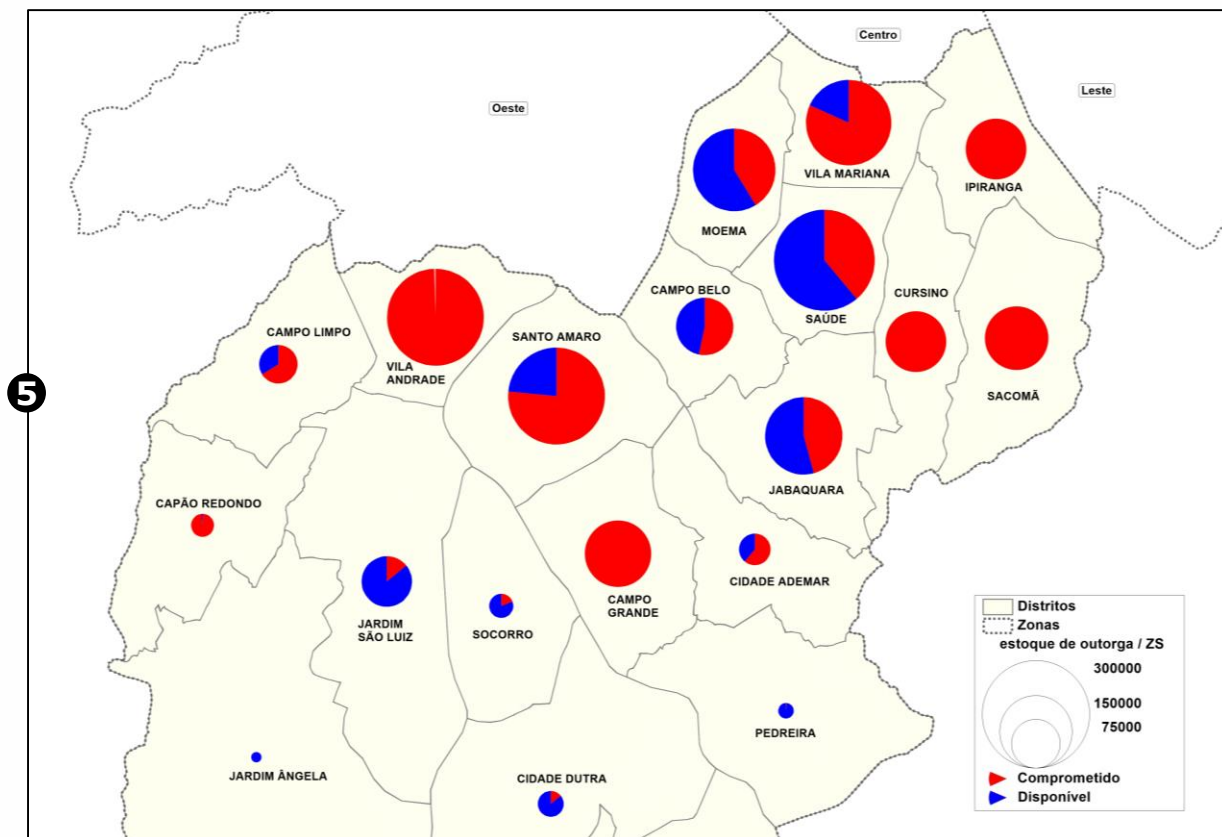 Centro
Oeste
Leste
VILA MARIANA
IPIRANGA
MOEMA
CAMPO BELO
CURSINO
SAÚDE
CAMPO LIMPO
SANTO AMARO
VILA
ANDRADE
5
SACOMÃ
CAPÃO REDONDO
JABAQUARA
CIDADE ADEMAR
CAMPO
GRANDE
JARDIM
SÃO LUIZ
SOCORRO
PEDREIRA
JARDIM ÂNGELA
CIDADE DUTRA
Distritos
Zonas
estoque de outorga / ZS
300000
150000
75000
Comprometido
Disponível